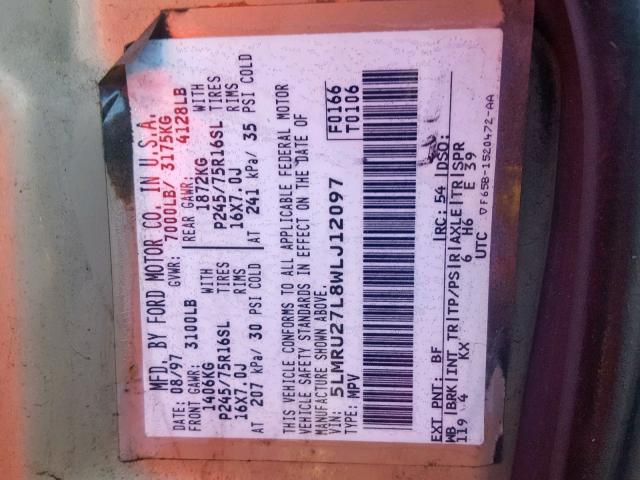 MFD. BY FORD MOTOR CO. IN U.S.A.
DATE: 08/97 GVWR: 7000LB/ 3175KG
FRONT GAWR: 3100LB REAR GAWR: 4128LB
1406KG WITH 1872KG WITH
P245/75R16SL TIRES P245/75R16SL TIRES
16X7.0J RIMS 16X7.0J RIMS
AT 207 kPa/ 30 PSI COLD AT 241 kPa/ 35 PSI COLD
THIS VEHICLE CONFORMS TO ALL APPLICABLE FEDERAL MOTOR
VEHICLE SAFETY STANDARDS IN EFFECT ON THE DATE OF
MANUFACTURE SHOWN ABOVE.
VIN: 5LMRU27L8WLJ12097 F0166
TYPE: MPV T0106
EXT PNT: BF RC: 54 DSO:
WB BRK INT TR TP/PS R AXLE TR SPR
119 4 KX 6 H6 E 39
UTC ▽F65B-1520472-AA